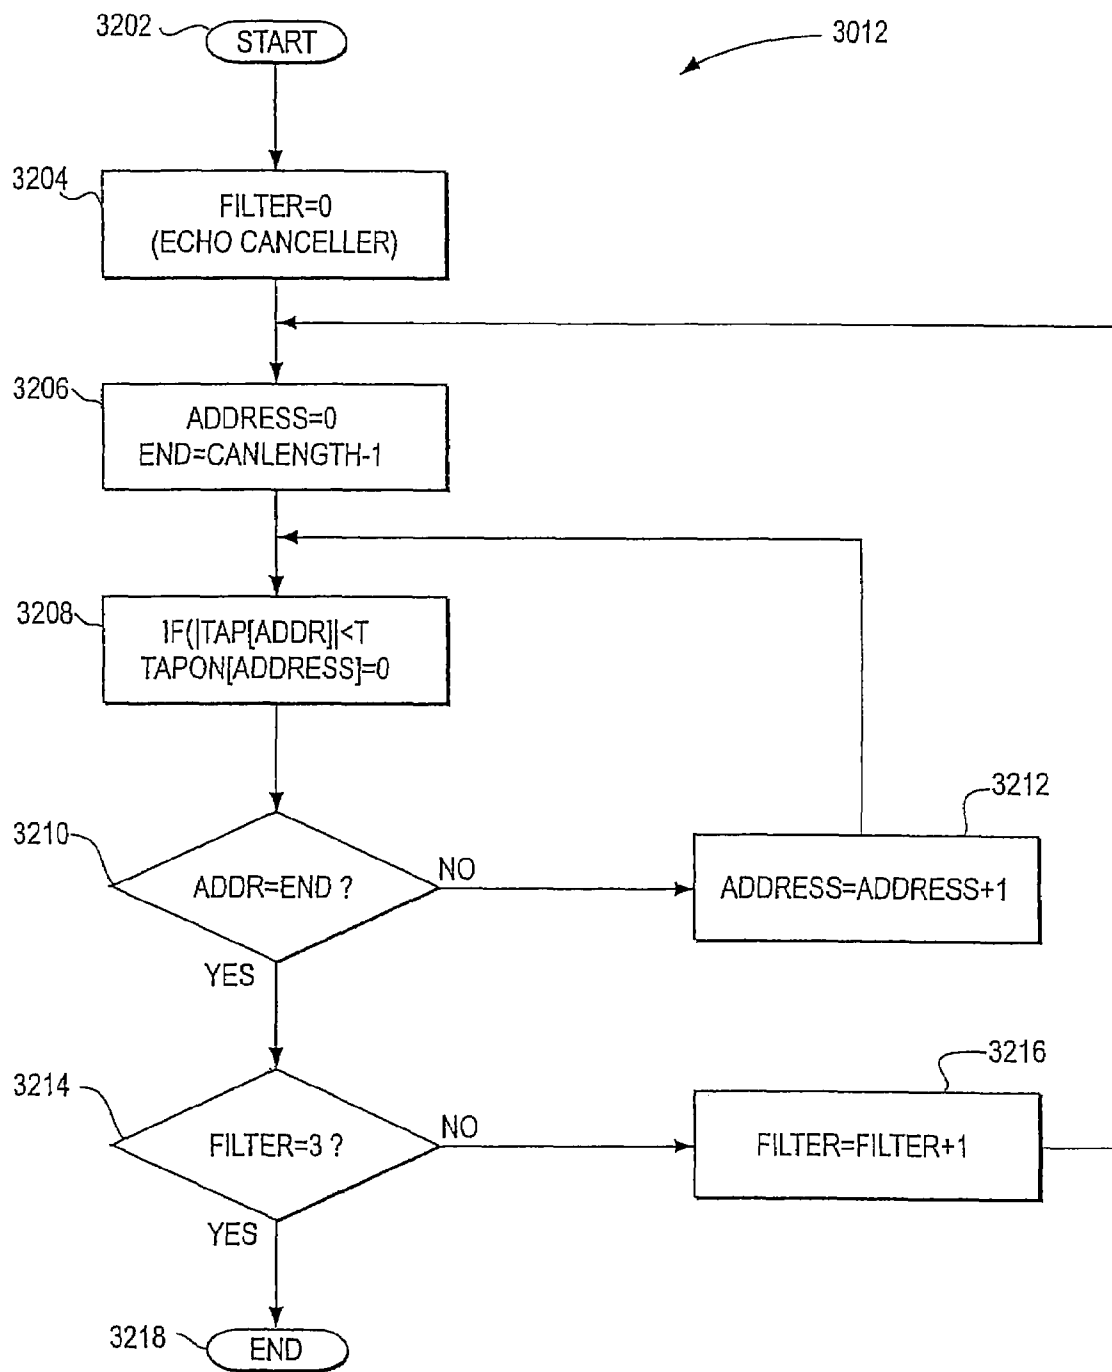 3202
START
3012
3204
FILTER=0
(ECHO CANCELLER)
3206
ADDRESS=0
END=CANLENGTH-1
3208
IF(|TAP[ADDR]|<T
TAPON[ADDRESS]=0
3212
3210
ADDR=END ?
NO
ADDRESS=ADDRESS+1
YES
3216
3214
FILTER=3 ?
NO
FILTER=FILTER+1
YES
3218
END